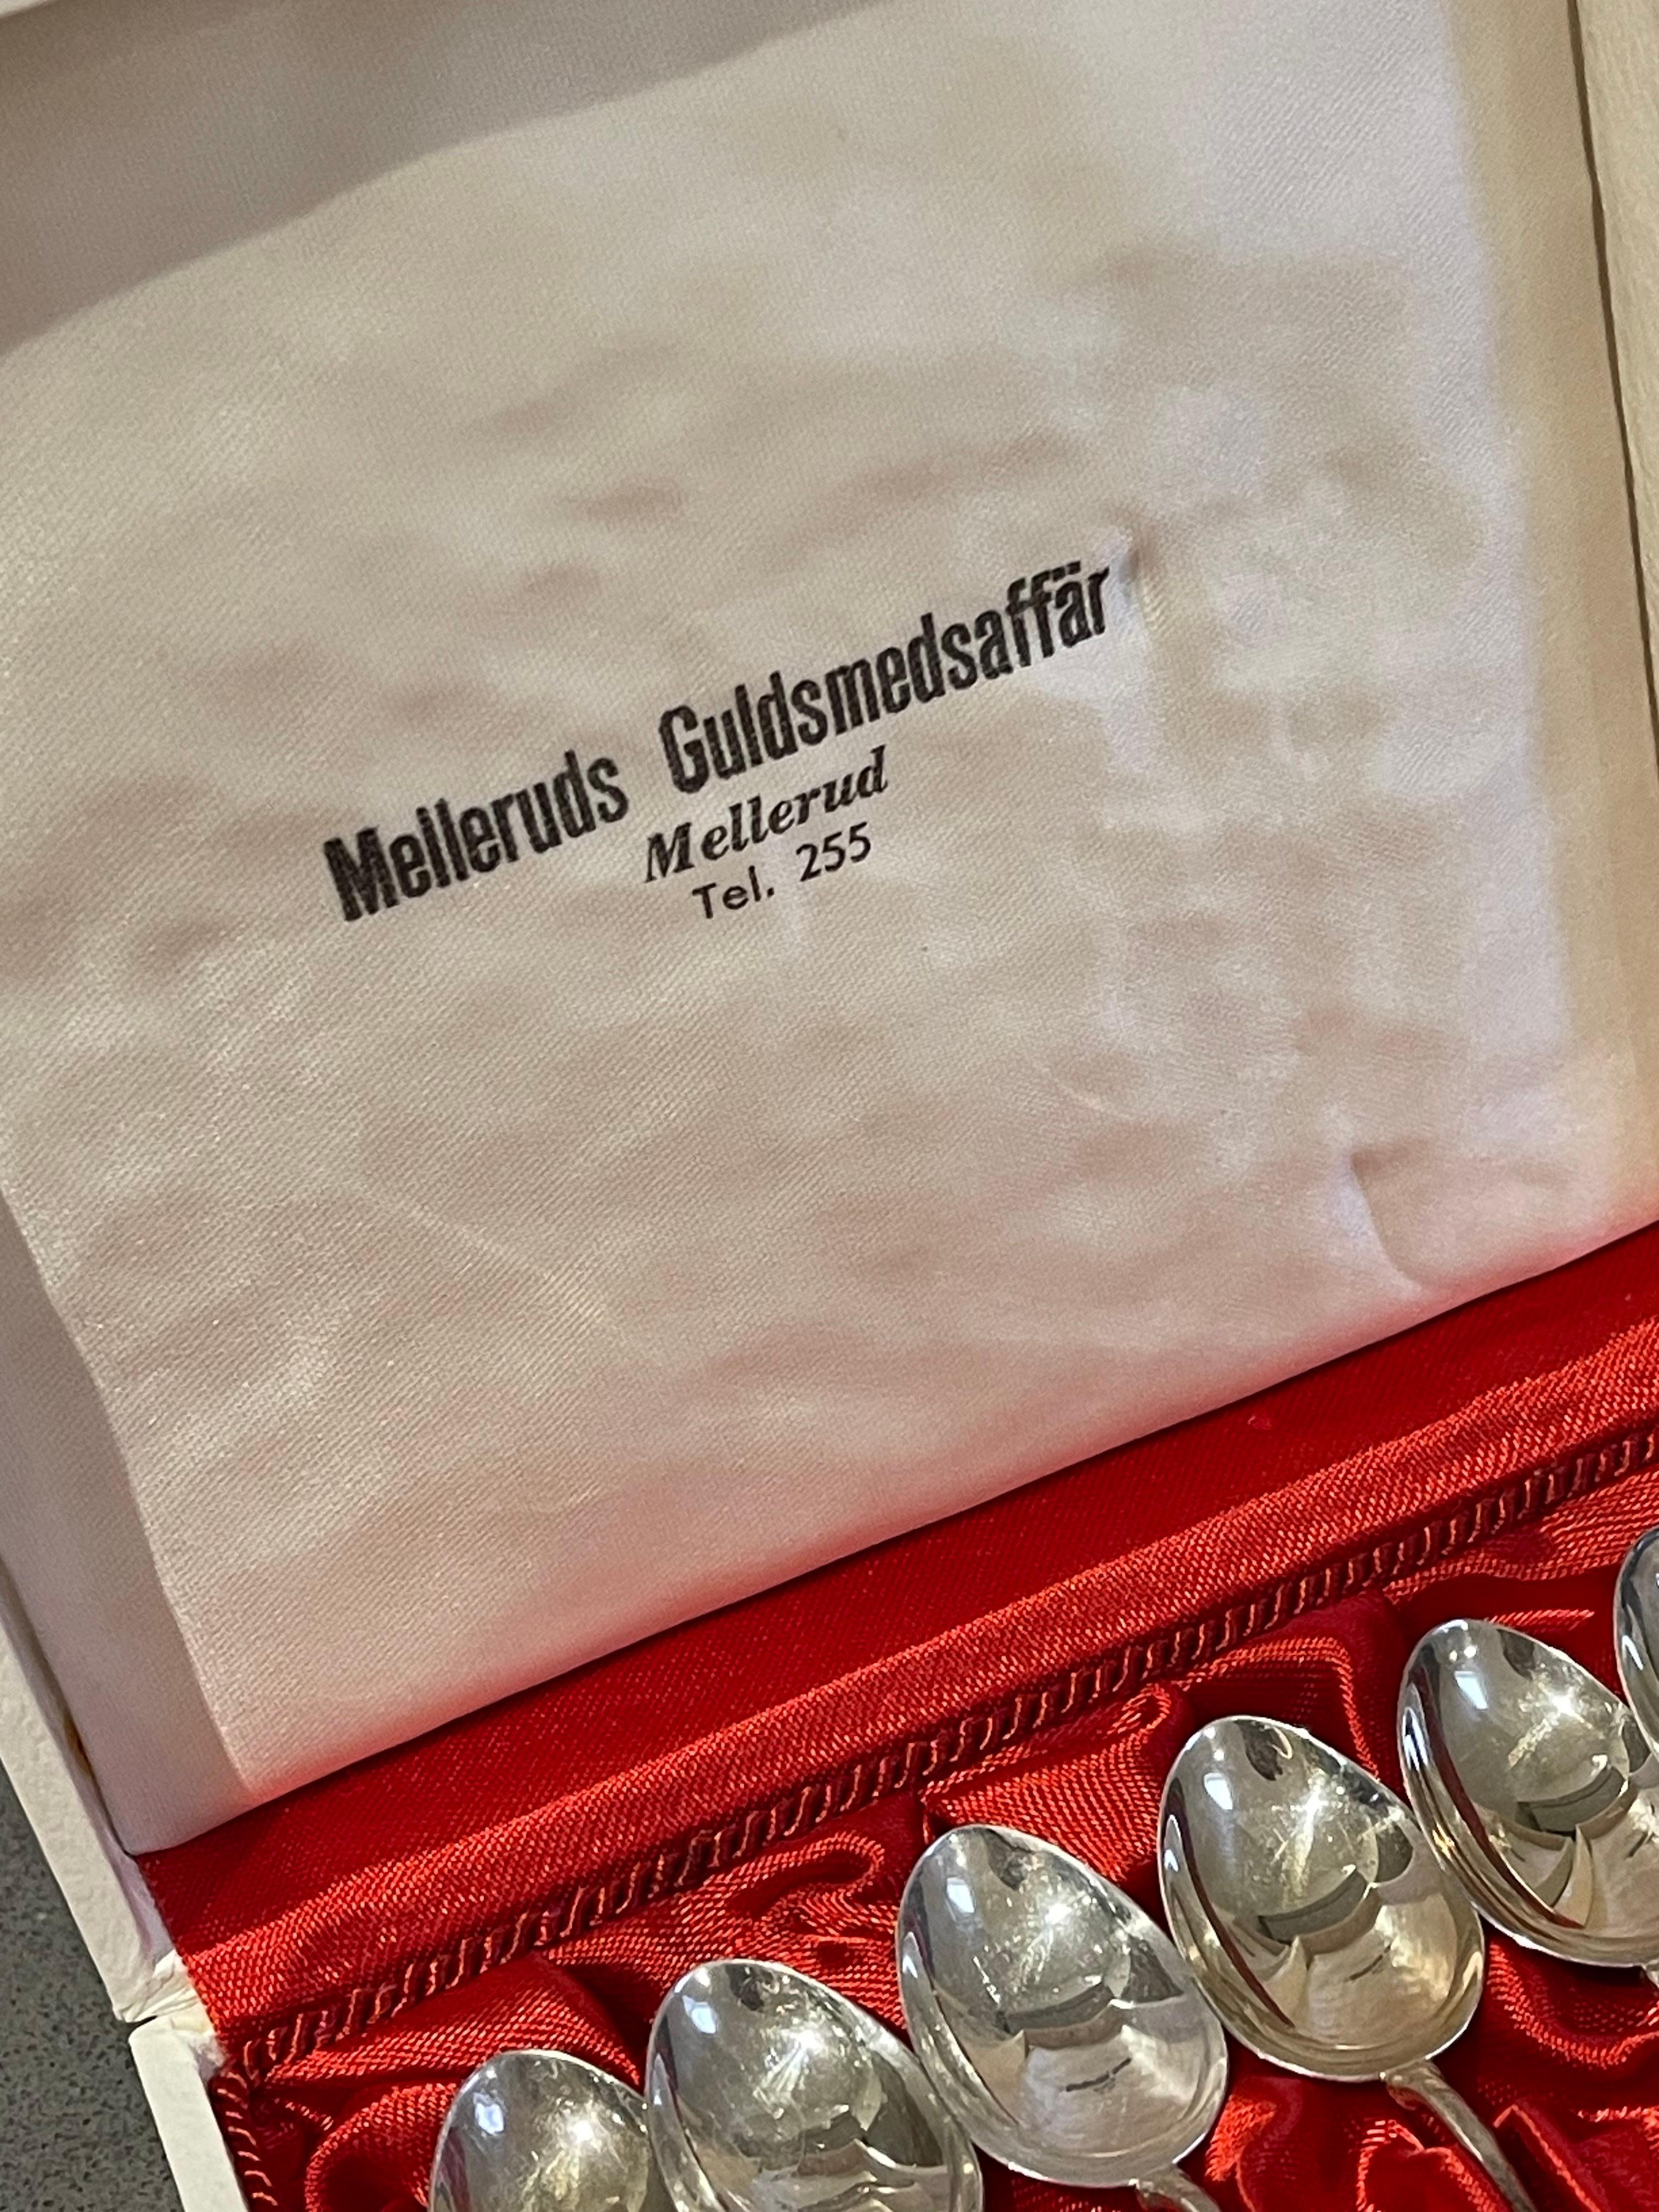 Melleruds Guldsmedsaffär
Mellerud
Tel. 255